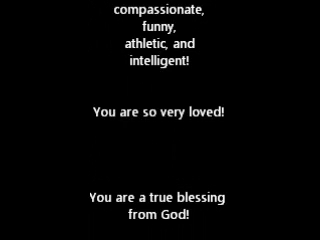 compassionate,
funny,
athletic, and
intelligent!
You are so very loved!
You are a true blessing
from God!